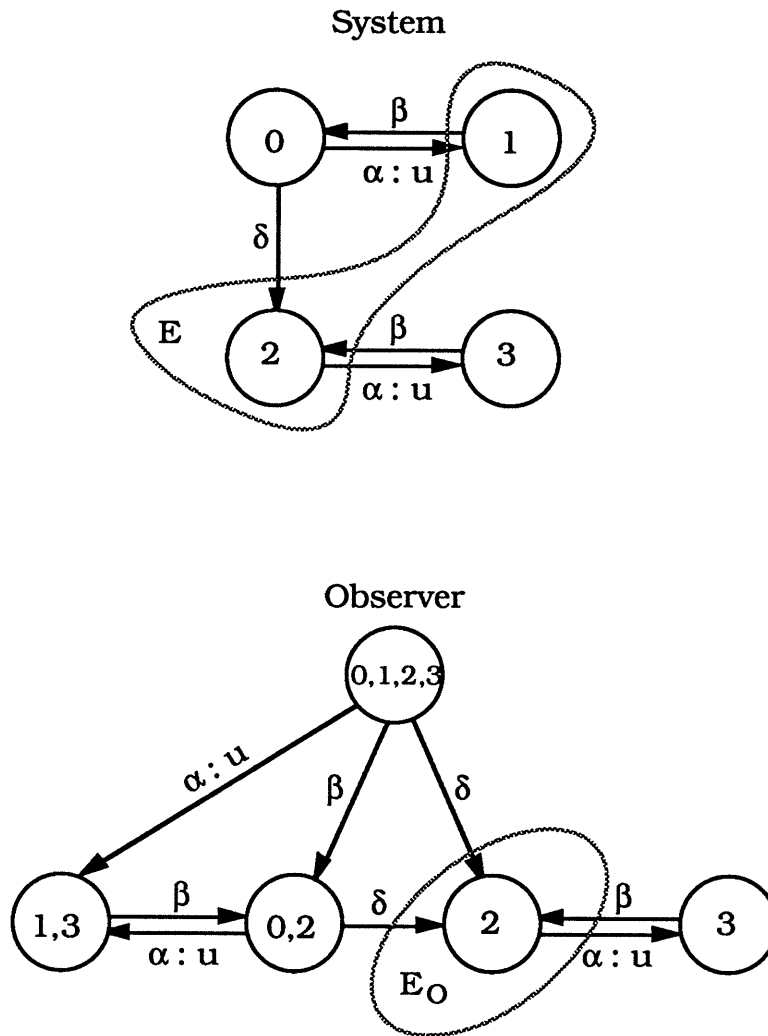 System
β
0 1
α : u
δ
E
β
2 3
α : u
Observer
0,1,2,3
α : u
β δ
β δ β
1,3 0,2 2 3
α : u α : u
E_O